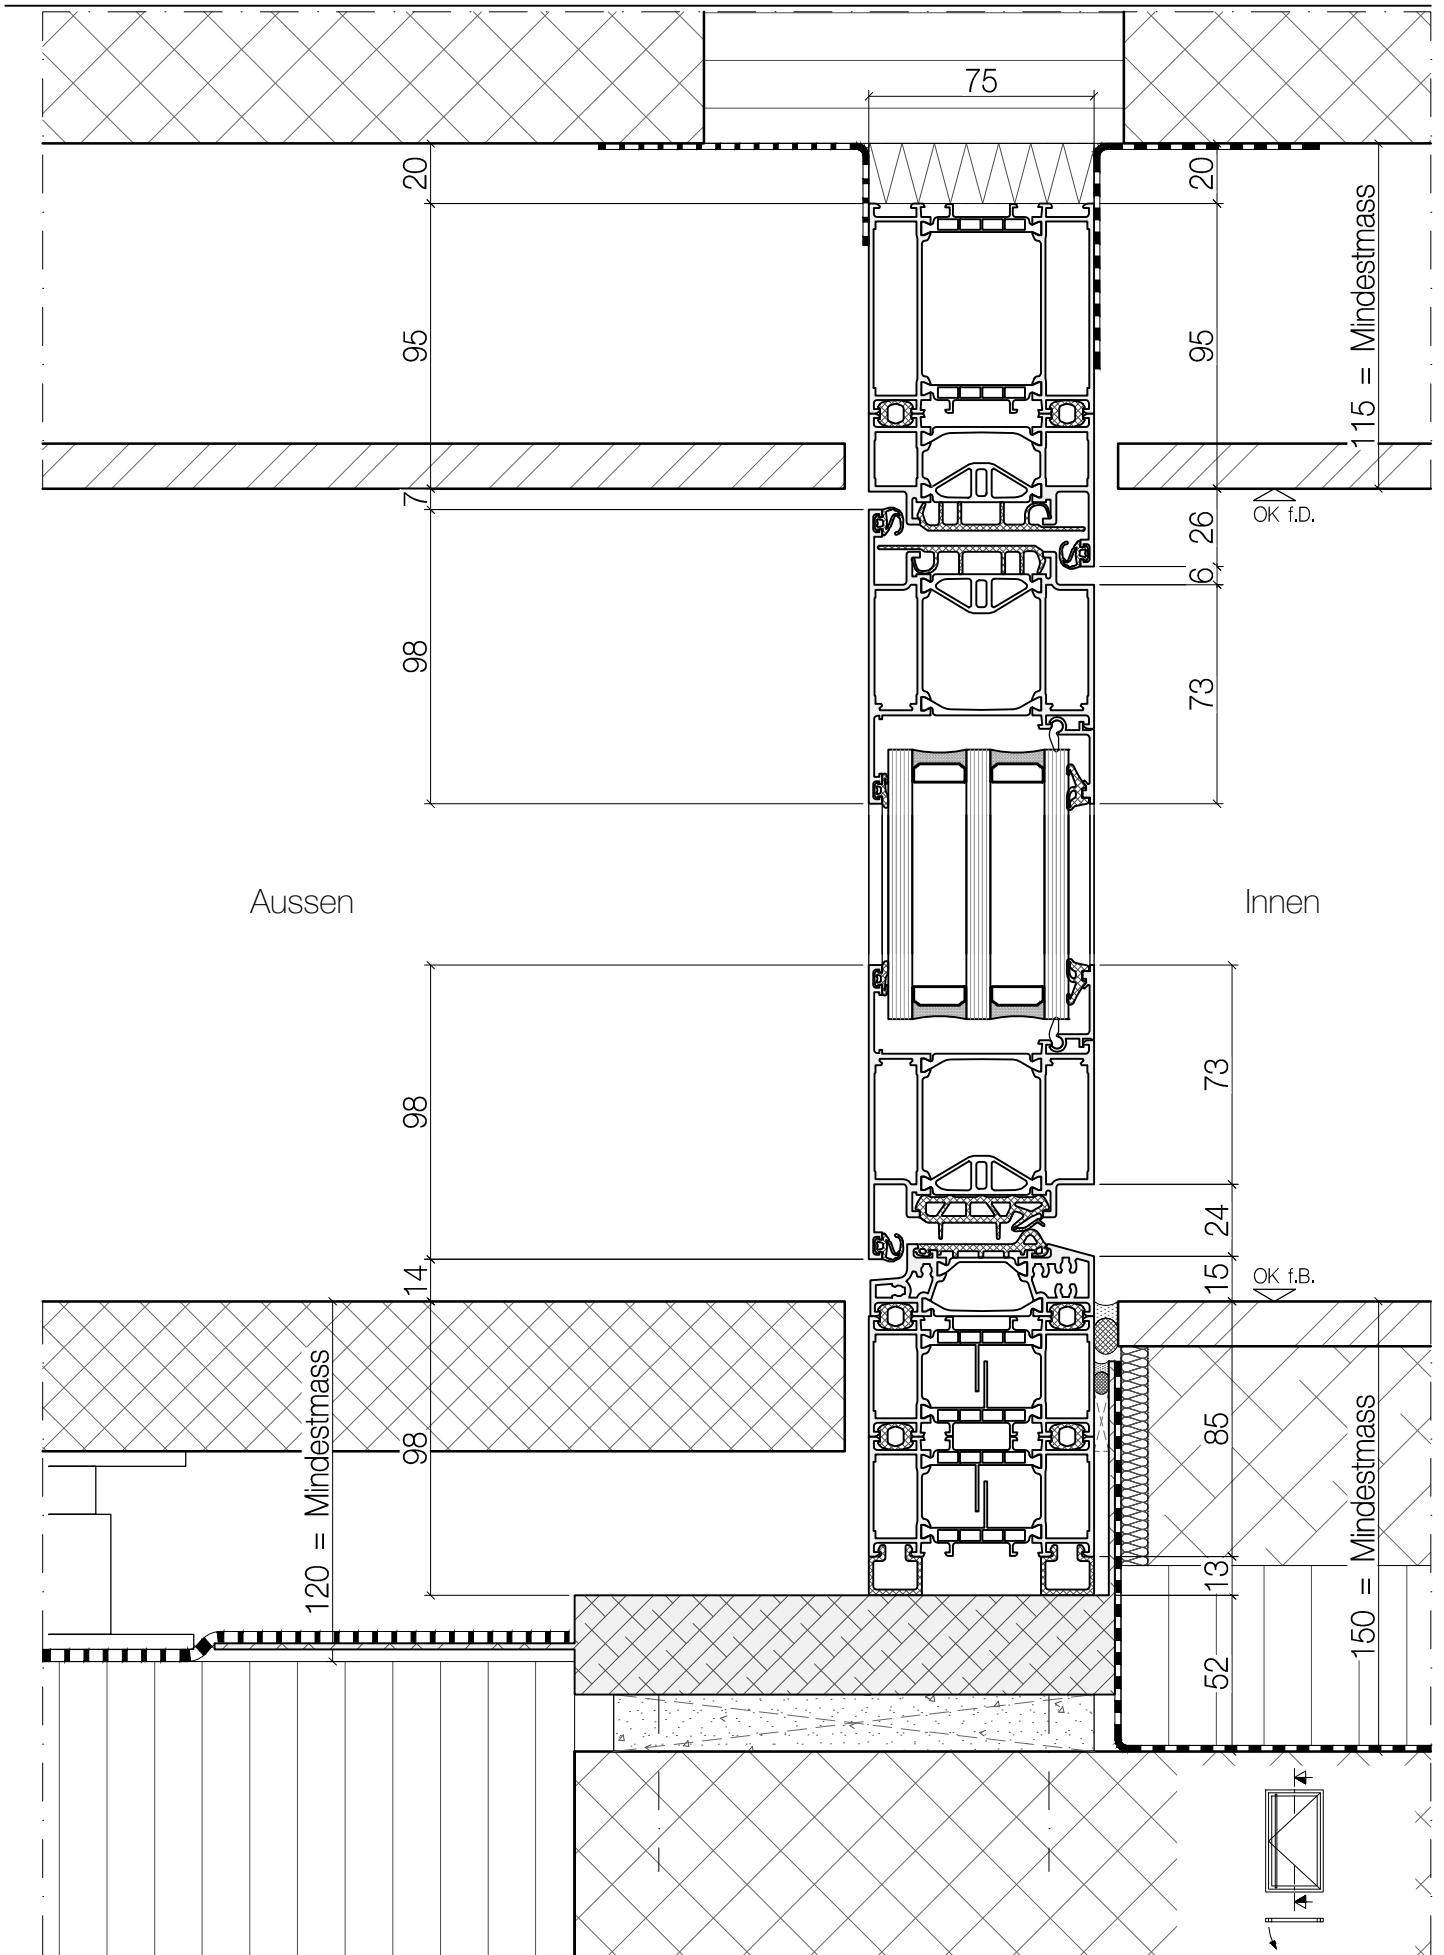 75
20
20
95
95
115 = Mindestmass
7
OK f.D.
26
6
98
73
Aussen
Innen
98
73
24
14
15
OK f.B.
120 = Mindestmass
98
85
150 = Mindestmass
13
52